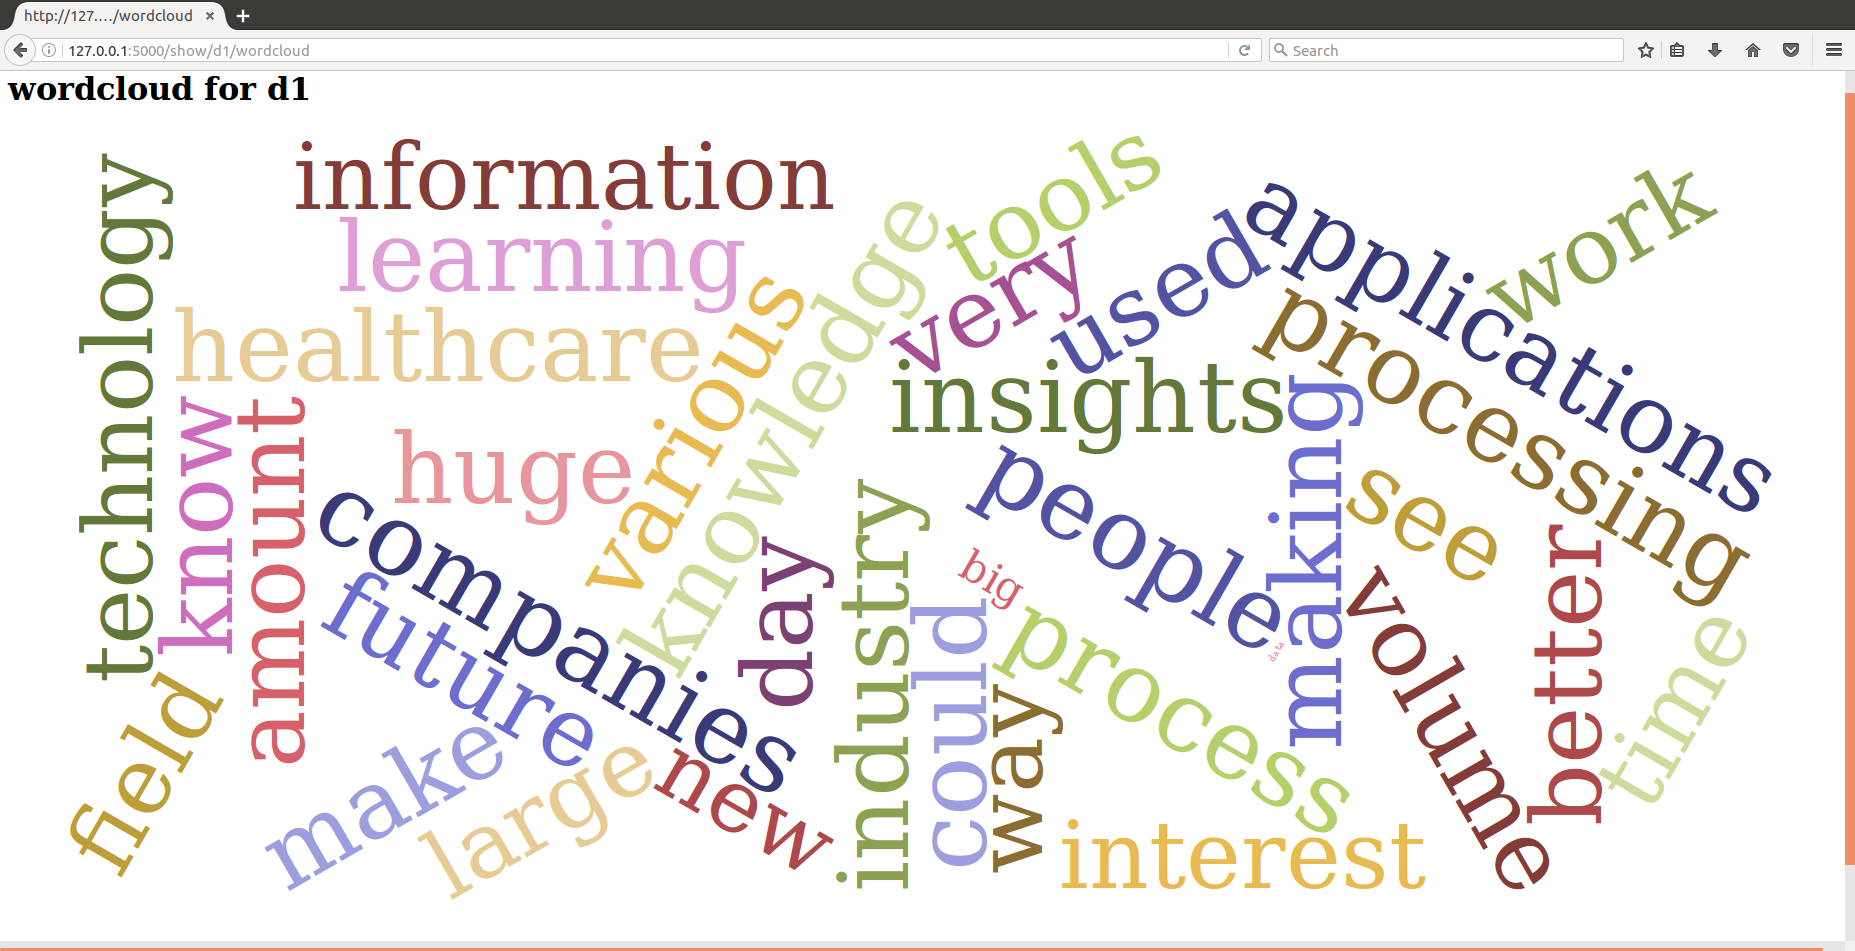 http://127.…/wordcloud
127.0.0.1:5000/show/d1/wordcloud
Search
wordcloud for d1
technology
information
learning
healthcare
know
amount
huge
various
knowledge
tools
very
used
applications
work
processing
insights
making
see
people
companies
future
day
industry
big
could
process
data
volume
better
time
field
make
large
new
way
interest